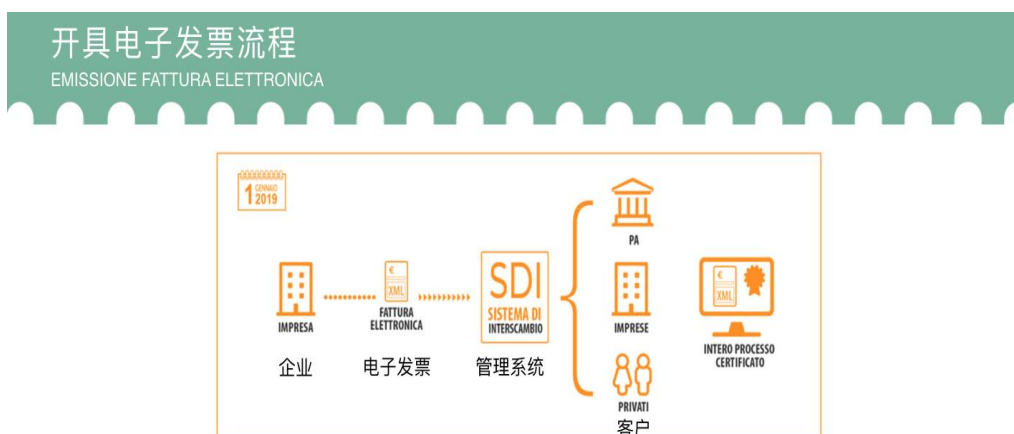 开具电子发票流程
EMISSIONE FATTURA ELETTRONICA
1 GENNAIO
2019
PA
€
XML
SDI
SISTEMA DI
INTERSCAMBIO
€
XML
IMPRESA
FATTURA
ELETTRONICA
IMPRESE
INTERO PROCESSO
CERTIFICATO
企业
电子发票
管理系统
PRIVATI
客户